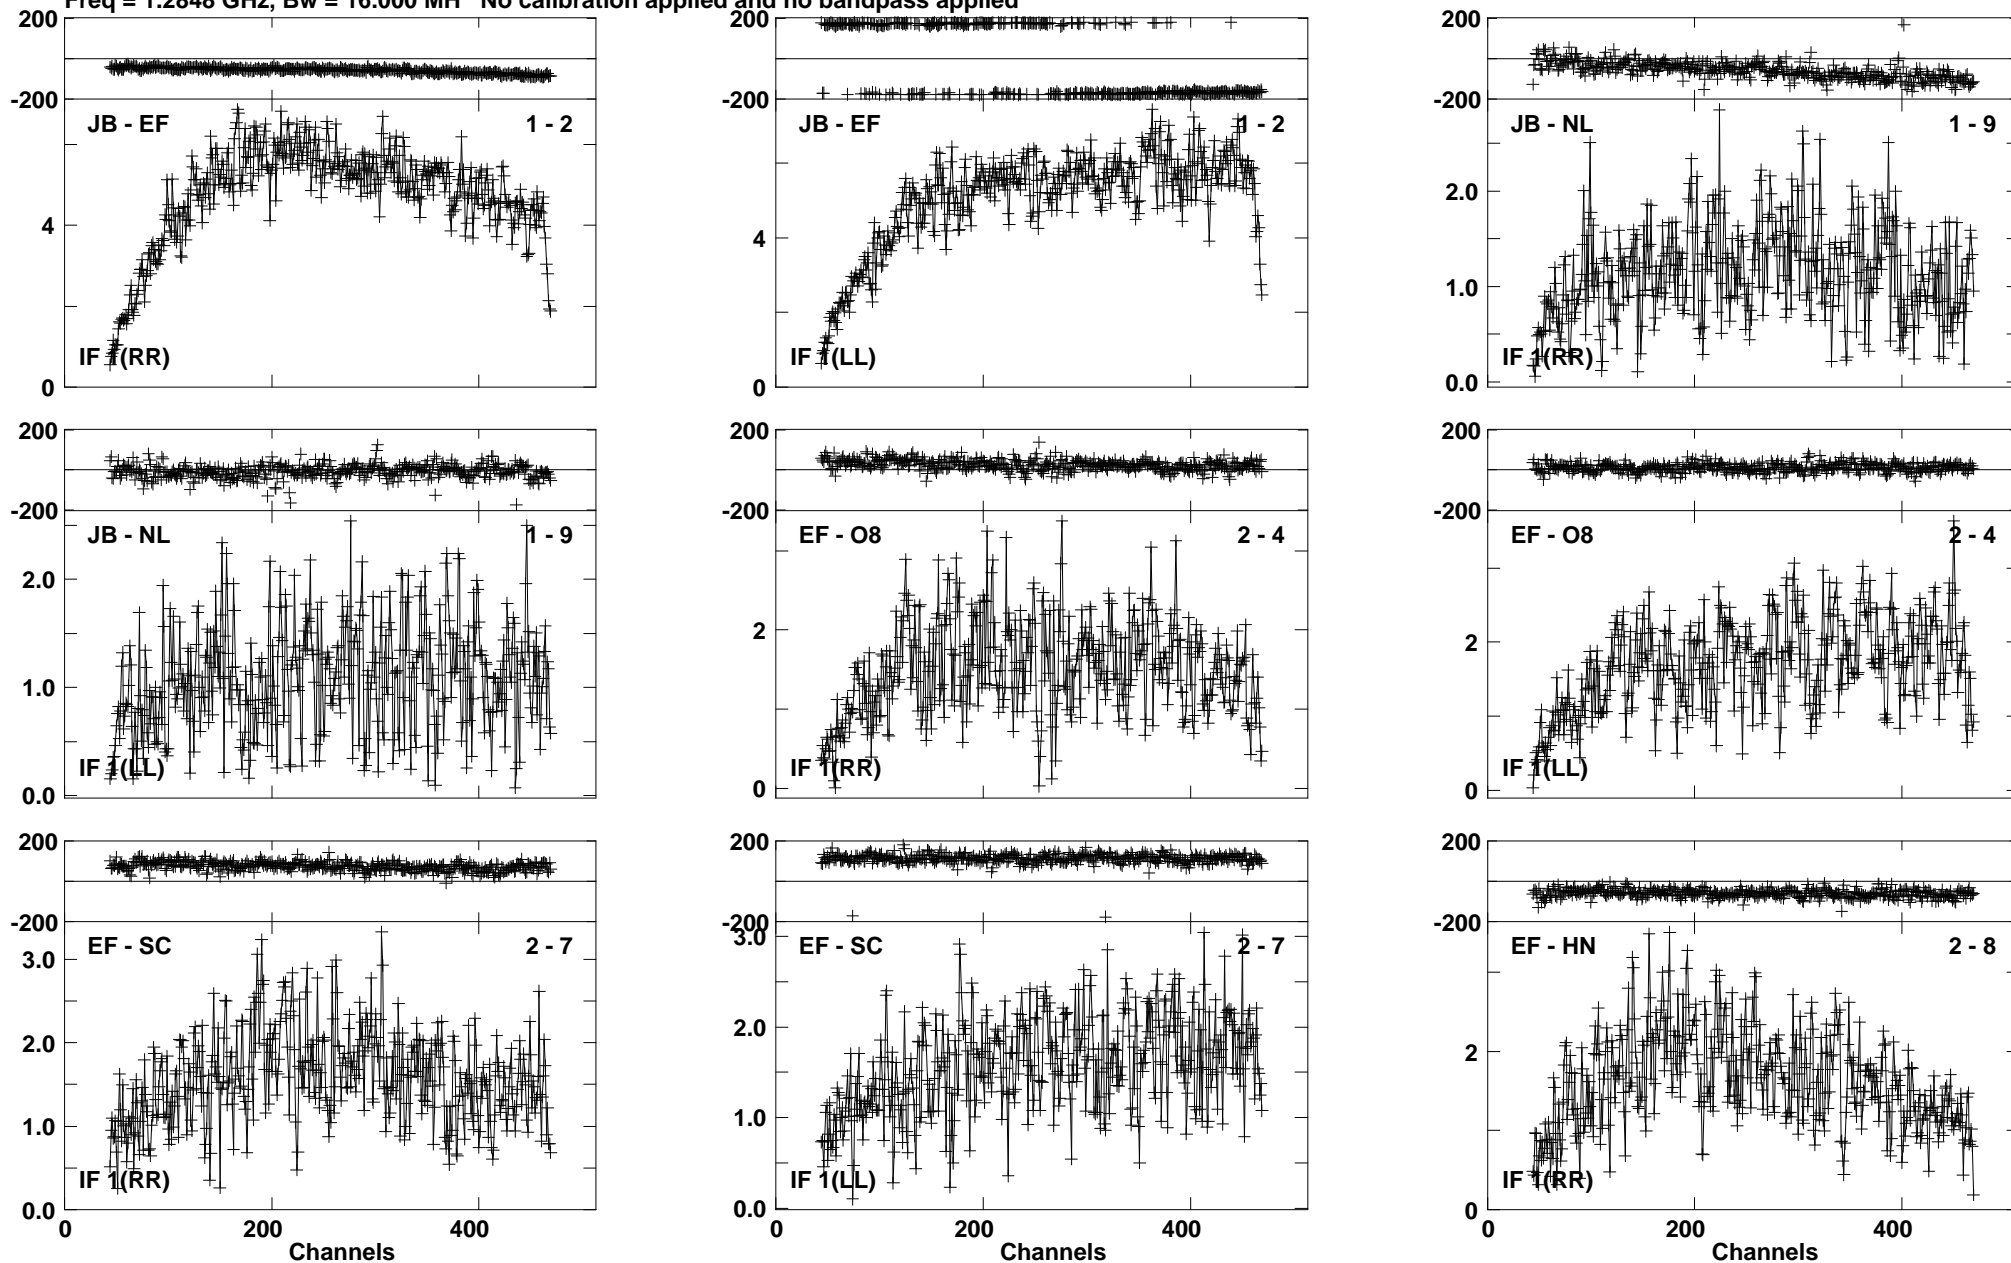 Freq = 1.2848 GHz, Bw = 16.000 MH No calibration applied and no bandpass applied
200
-200
JB - EF 1 - 2
4
IF 1(RR)
0
JB - EF 1 - 2
4
IF 1(LL)
0
200
-200
JB - NL 1 - 9
2.0
1.0
IF 1(RR)
0.0
200
-200
JB - NL 1 - 9
2.0
1.0
IF 1(LL)
0.0
200
-200
EF - O8 2 - 4
2
IF 1(RR)
0
200
-200
EF - O8 2 - 4
2
IF 1(LL)
0
200
-200
EF - SC 2 - 7
3.0
2.0
1.0
IF 1(RR)
0.0
0 200 400
Channels
200
-200
3.0
EF - SC 2 - 7
2.0
1.0
IF 1(LL)
0.0
0 200 400
Channels
200
-200
EF - HN 2 - 8
2
IF 1(RR)
0
0 200 400
Channels